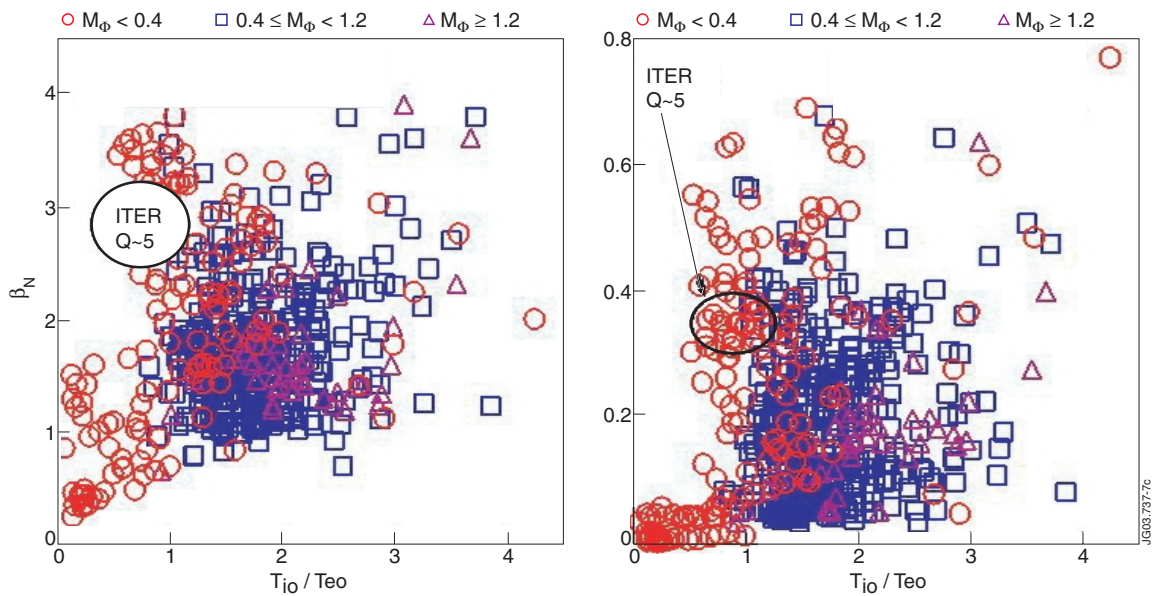 M_Φ < 0.4 0.4 ≤ M_Φ < 1.2 M_Φ ≥ 1.2
4
3
2
1
0
β_N
ITER
Q~5
0 1 2 3 4
T_io / Teo
M_Φ < 0.4 0.4 ≤ M_Φ < 1.2 M_Φ ≥ 1.2
0.8
0.6
0.4
0.2
0
ITER
Q~5
0 1 2 3 4
T_io / Teo
JG03.737-7c